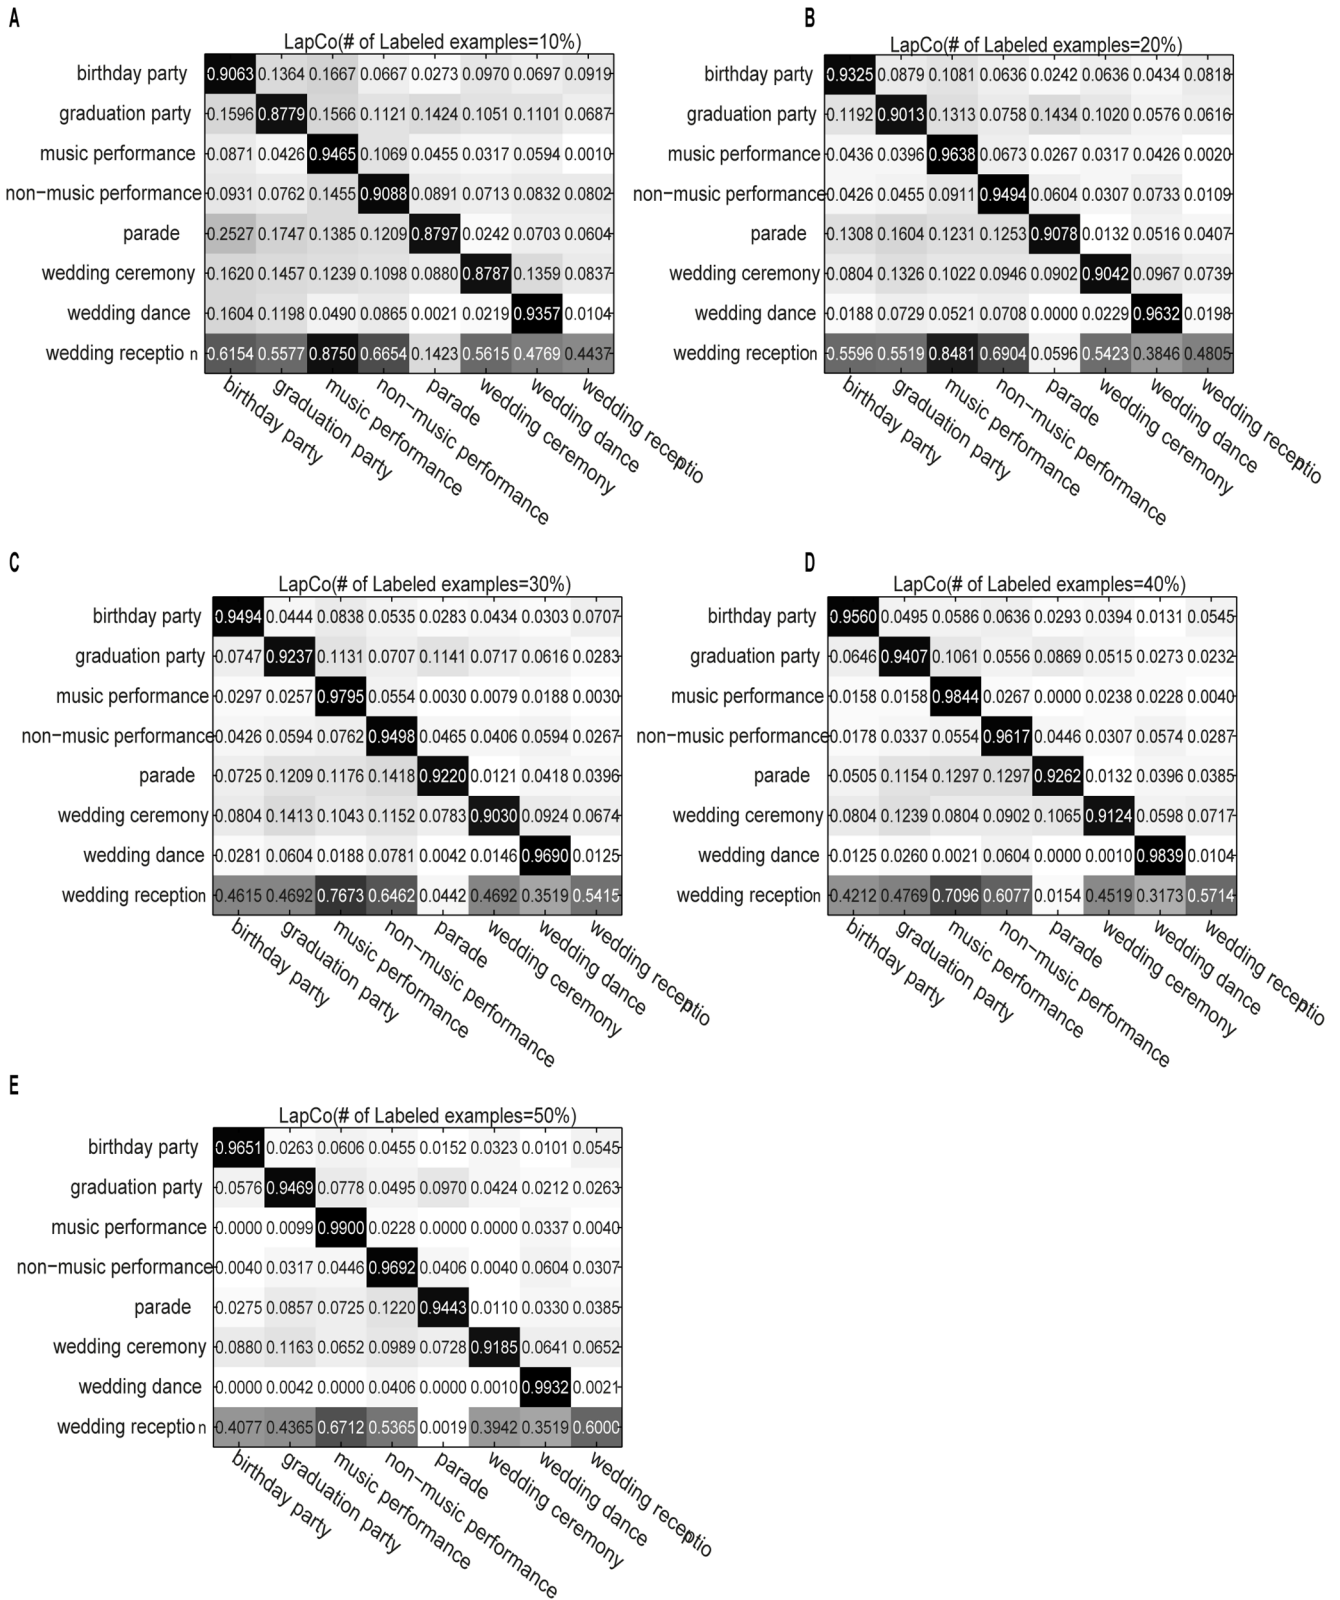 A
LapCo(# of Labeled examples=10%)
birthday party 0.9063 0.1364 0.1667 0.0667 0.0273 0.0970 0.0697 0.0919
graduation party 0.1596 0.8779 0.1566 0.1121 0.1424 0.1051 0.1101 0.0687
music performance 0.0871 0.0426 0.9465 0.1069 0.0455 0.0317 0.0594 0.0010
non-music performance 0.0931 0.0762 0.1455 0.9088 0.0891 0.0713 0.0832 0.0802
parade 0.2527 0.1747 0.1385 0.1209 0.8797 0.0242 0.0703 0.0604
wedding ceremony 0.1620 0.1457 0.1239 0.1098 0.0880 0.8787 0.1359 0.0837
wedding dance 0.1604 0.1198 0.0490 0.0865 0.0021 0.0219 0.9357 0.0104
wedding reception 0.6154 0.5577 0.8750 0.6654 0.1423 0.5615 0.4769 0.4437
birthday party
graduation party
music performance
non-music performance
parade
wedding ceremony
wedding dance
wedding reception
B
LapCo(# of Labeled examples=20%)
birthday party 0.9325 0.0879 0.1081 0.0636 0.0242 0.0636 0.0434 0.0818
graduation party 0.1192 0.9013 0.1313 0.0758 0.1434 0.1020 0.0576 0.0616
music performance 0.0436 0.0396 0.9638 0.0673 0.0267 0.0317 0.0426 0.0020
non-music performance 0.0426 0.0455 0.0911 0.9494 0.0604 0.0307 0.0733 0.0109
parade 0.1308 0.1604 0.1231 0.1253 0.9078 0.0132 0.0516 0.0407
wedding ceremony 0.0804 0.1326 0.1022 0.0946 0.0902 0.9042 0.0967 0.0739
wedding dance 0.0188 0.0729 0.0521 0.0708 0.0000 0.0229 0.9632 0.0198
wedding reception 0.5596 0.5519 0.8481 0.6904 0.0596 0.5423 0.3846 0.4805
birthday party
graduation party
music performance
non-music performance
parade
wedding ceremony
wedding dance
wedding reception
C
LapCo(# of Labeled examples=30%)
birthday party 0.9494 0.0444 0.0838 0.0535 0.0283 0.0434 0.0303 0.0707
graduation party 0.0747 0.9237 0.1131 0.0707 0.1141 0.0717 0.0616 0.0283
music performance 0.0297 0.0257 0.9795 0.0554 0.0030 0.0079 0.0188 0.0030
non-music performance 0.0426 0.0594 0.0762 0.9498 0.0465 0.0406 0.0594 0.0267
parade 0.0725 0.1209 0.1176 0.1418 0.9220 0.0121 0.0418 0.0396
wedding ceremony 0.0804 0.1413 0.1043 0.1152 0.0783 0.9030 0.0924 0.0674
wedding dance 0.0281 0.0604 0.0188 0.0781 0.0042 0.0146 0.9690 0.0125
wedding reception 0.4615 0.4692 0.7673 0.6462 0.0442 0.4692 0.3519 0.5415
birthday party
graduation party
music performance
non-music performance
parade
wedding ceremony
wedding dance
wedding reception
D
LapCo(# of Labeled examples=40%)
birthday party 0.9560 0.0495 0.0586 0.0636 0.0293 0.0394 0.0131 0.0545
graduation party 0.0646 0.9407 0.1061 0.0556 0.0869 0.0515 0.0273 0.0232
music performance 0.0158 0.0158 0.9844 0.0267 0.0000 0.0238 0.0228 0.0040
non-music performance 0.0178 0.0337 0.0554 0.9617 0.0446 0.0307 0.0574 0.0287
parade 0.0505 0.1154 0.1297 0.1297 0.9262 0.0132 0.0396 0.0385
wedding ceremony 0.0804 0.1239 0.0804 0.0902 0.1065 0.9124 0.0598 0.0717
wedding dance 0.0125 0.0260 0.0021 0.0604 0.0000 0.0010 0.9839 0.0104
wedding reception 0.4212 0.4769 0.7096 0.6077 0.0154 0.4519 0.3173 0.5714
birthday party
graduation party
music performance
non-music performance
parade
wedding ceremony
wedding dance
wedding reception
E
LapCo(# of Labeled examples=50%)
birthday party 0.9651 0.0263 0.0606 0.0455 0.0152 0.0323 0.0101 0.0545
graduation party 0.0576 0.9469 0.0778 0.0495 0.0970 0.0424 0.0212 0.0263
music performance 0.0000 0.0099 0.9900 0.0228 0.0000 0.0000 0.0337 0.0040
non-music performance 0.0040 0.0317 0.0446 0.9692 0.0406 0.0040 0.0604 0.0307
parade 0.0275 0.0857 0.0725 0.1220 0.9443 0.0110 0.0330 0.0385
wedding ceremony 0.0880 0.1163 0.0652 0.0989 0.0728 0.9185 0.0641 0.0652
wedding dance 0.0000 0.0042 0.0000 0.0406 0.0000 0.0010 0.9932 0.0021
wedding reception 0.4077 0.4365 0.6712 0.5365 0.0019 0.3942 0.3519 0.6000
birthday party
graduation party
music performance
non-music performance
parade
wedding ceremony
wedding dance
wedding reception